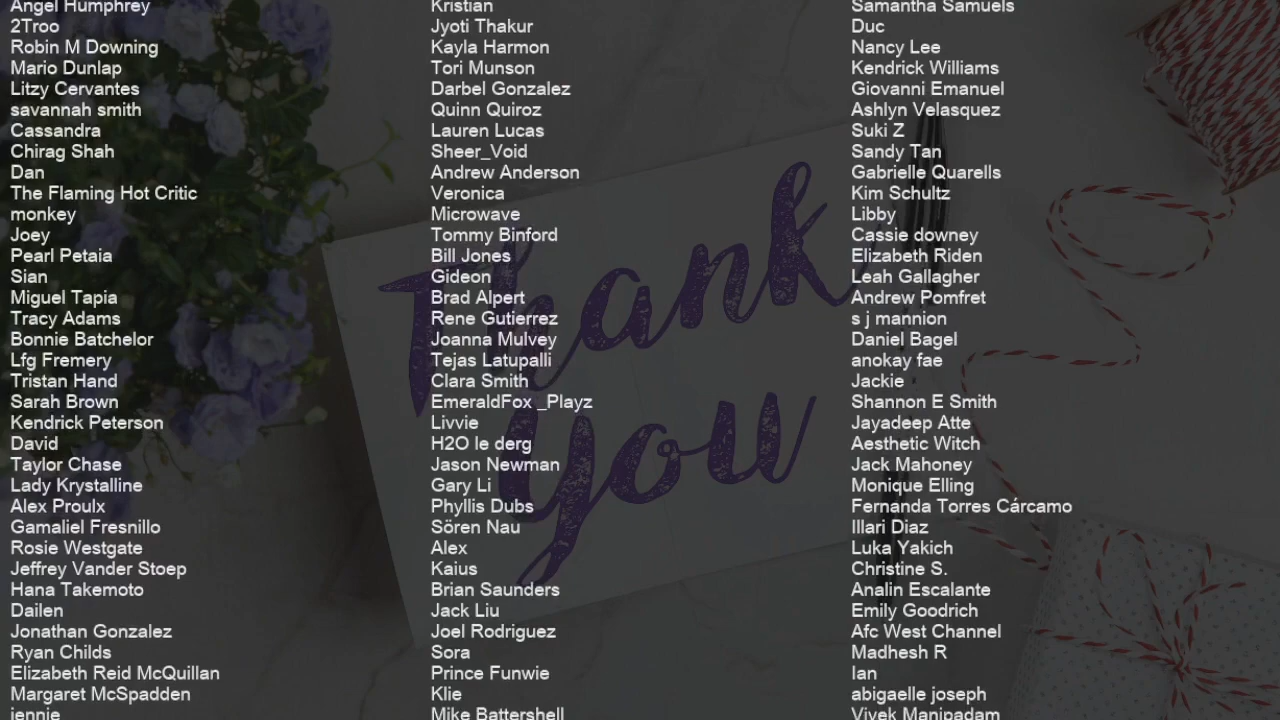 Angel Humphrey
2Troo
Robin M Downing
Mario Dunlap
Litzy Cervantes
savannah smith
Cassandra
Chirag Shah
Dan
The Flaming Hot Critic
monkey
Joey
Pearl Petaia
Sian
Miguel Tapia
Tracy Adams
Bonnie Batchelor
Lfg Fremery
Tristan Hand
Sarah Brown
Kendrick Peterson
David
Taylor Chase
Lady Krystalline
Alex Proulx
Gamaliel Fresnillo
Rosie Westgate
Jeffrey Vander Stoep
Hana Takemoto
Dailen
Jonathan Gonzalez
Ryan Childs
Elizabeth Reid McQuillan
Margaret McSpadden
jennie
Kristian
Jyoti Thakur
Kayla Harmon
Tori Munson
Darbel Gonzalez
Quinn Quiroz
Lauren Lucas
Sheer_Void
Andrew Anderson
Veronica
Microwave
Tommy Binford
Bill Jones
Gideon
Brad Alpert
Rene Gutierrez
Joanna Mulvey
Tejas Latupalli
Clara Smith
EmeraldFox _Playz
Livvie
H2O le derg
Jason Newman
Gary Li
Phyllis Dubs
Sören Nau
Alex
Kaius
Brian Saunders
Jack Liu
Joel Rodriguez
Sora
Prince Funwie
Klie
Mike Battershell
Samantha Samuels
Duc
Nancy Lee
Kendrick Williams
Giovanni Emanuel
Ashlyn Velasquez
Suki Z
Sandy Tan
Gabrielle Quarells
Kim Schultz
Libby
Cassie downey
Elizabeth Riden
Leah Gallagher
Andrew Pomfret
s j mannion
Daniel Bagel
anokay fae
Jackie
Shannon E Smith
Jayadeep Atte
Aesthetic Witch
Jack Mahoney
Monique Elling
Fernanda Torres Cárcamo
Illari Diaz
Luka Yakich
Christine S.
Analin Escalante
Emily Goodrich
Afc West Channel
Madhesh R
Ian
abigaelle joseph
Vivek Manipadam
Thank
you